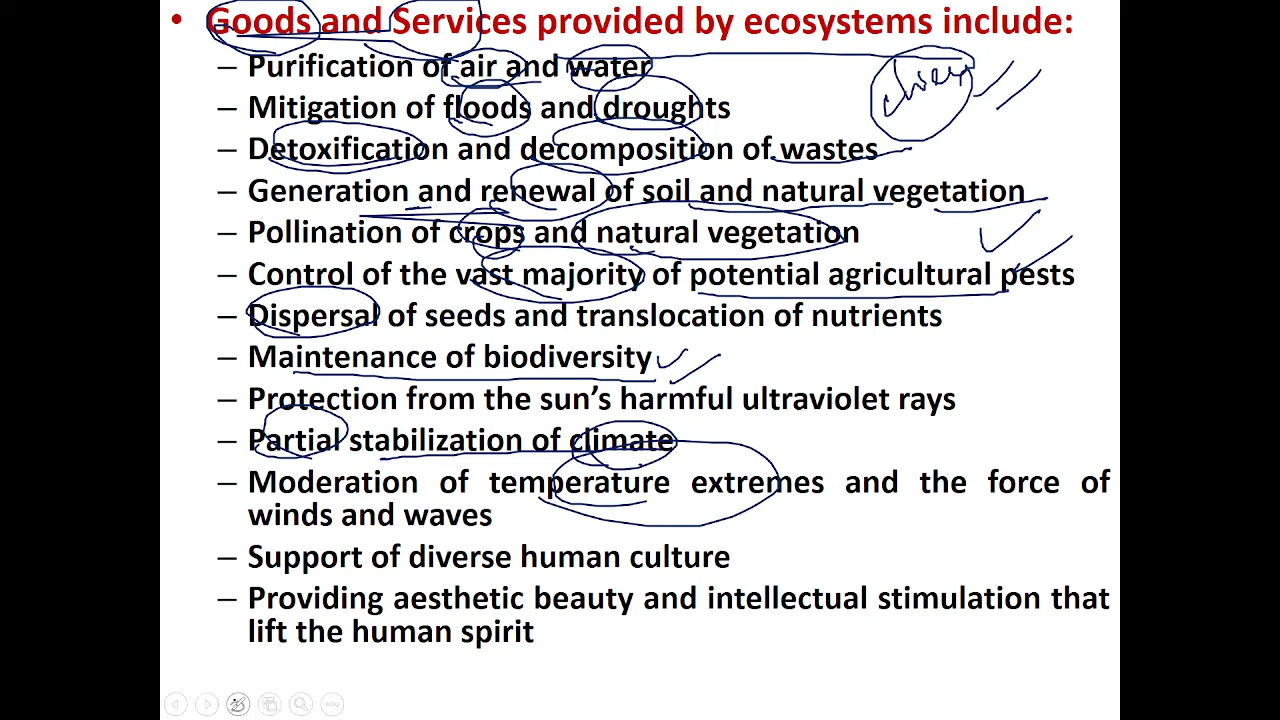 • Goods and Services provided by ecosystems include:
– Purification of air and water
– Mitigation of floods and droughts
– Detoxification and decomposition of wastes
– Generation and renewal of soil and natural vegetation
– Pollination of crops and natural vegetation
– Control of the vast majority of potential agricultural pests
– Dispersal of seeds and translocation of nutrients
– Maintenance of biodiversity
– Protection from the sun’s harmful ultraviolet rays
– Partial stabilization of climate
– Moderation of temperature extremes and the force of
winds and waves
– Support of diverse human culture
– Providing aesthetic beauty and intellectual stimulation that
lift the human spirit